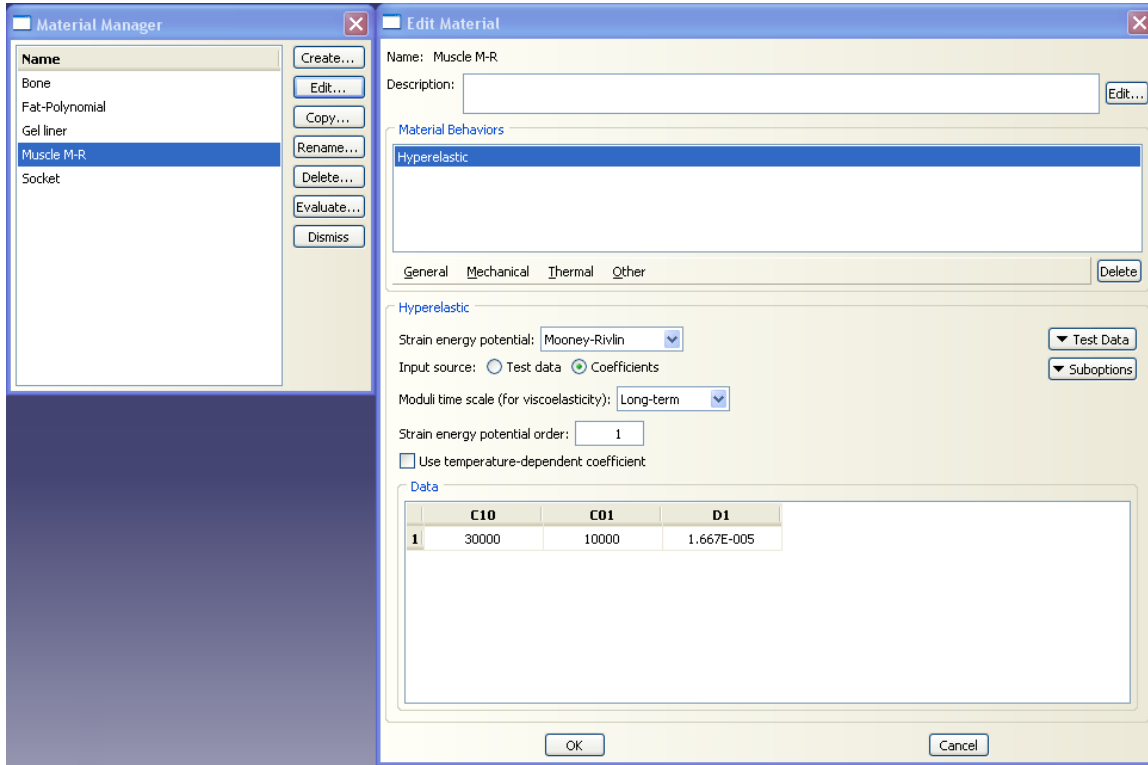 Material Manager
Name
Bone
Fat-Polynomial
Gel liner
Muscle M-R
Socket
Create...
Edit...
Copy...
Rename...
Delete...
Evaluate...
Dismiss
Edit Material
Name: Muscle M-R
Description:
Edit...
Material Behaviors
Hyperelastic
General Mechanical Thermal Other
Delete
Hyperelastic
Strain energy potential: Mooney-Rivlin
Test Data
Input source: Test data Coefficients
Suboptions
Moduli time scale (for viscoelasticity): Long-term
Strain energy potential order: 1
Use temperature-dependent coefficient
Data
C10 C01 D1
1 30000 10000 1.667E-005
OK Cancel